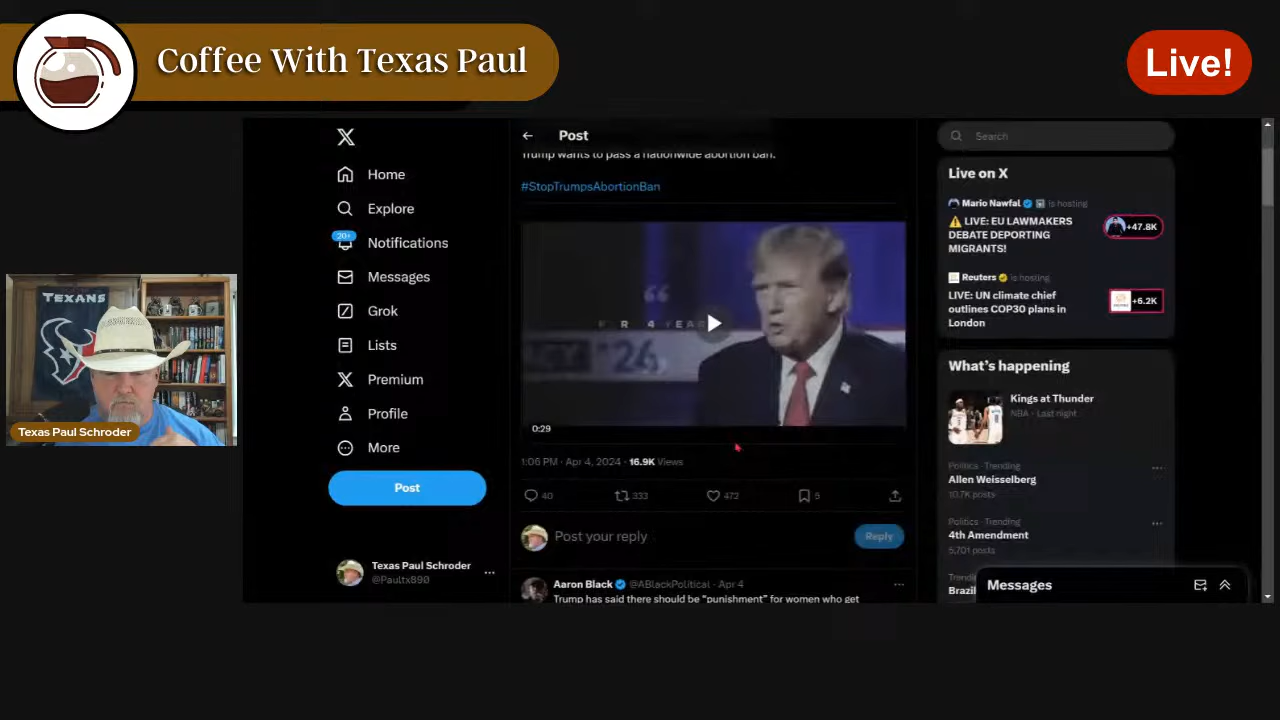 Coffee With Texas Paul
Live!
TEXANS
Texas Paul Schroder
Home
Explore
20+
Notifications
Messages
Grok
Lists
Premium
Profile
More
Post
Texas Paul Schroder
@Paultx890
Post
Trump wants to pass a nationwide abortion ban.
#StopTrumpsAbortionBan
0:29
1:06 PM · Apr 4, 2024 · 16.9K Views
40
333
472
5
Post your reply
Reply
Aaron Black @ABlackPolitical · Apr 4
Trump has said there should be “punishment” for women who get
Search
Live on X
Mario Nawfal is hosting
⚠️ LIVE: EU LAWMAKERS
DEBATE DEPORTING
MIGRANTS!
+47.8K
Reuters is hosting
LIVE: UN climate chief
outlines COP30 plans in
London
+6.2K
What’s happening
Kings at Thunder
NBA · Last night
Politics · Trending
Allen Weisselberg
10.7K posts
Politics · Trending
4th Amendment
5,701 posts
Brazil
Messages